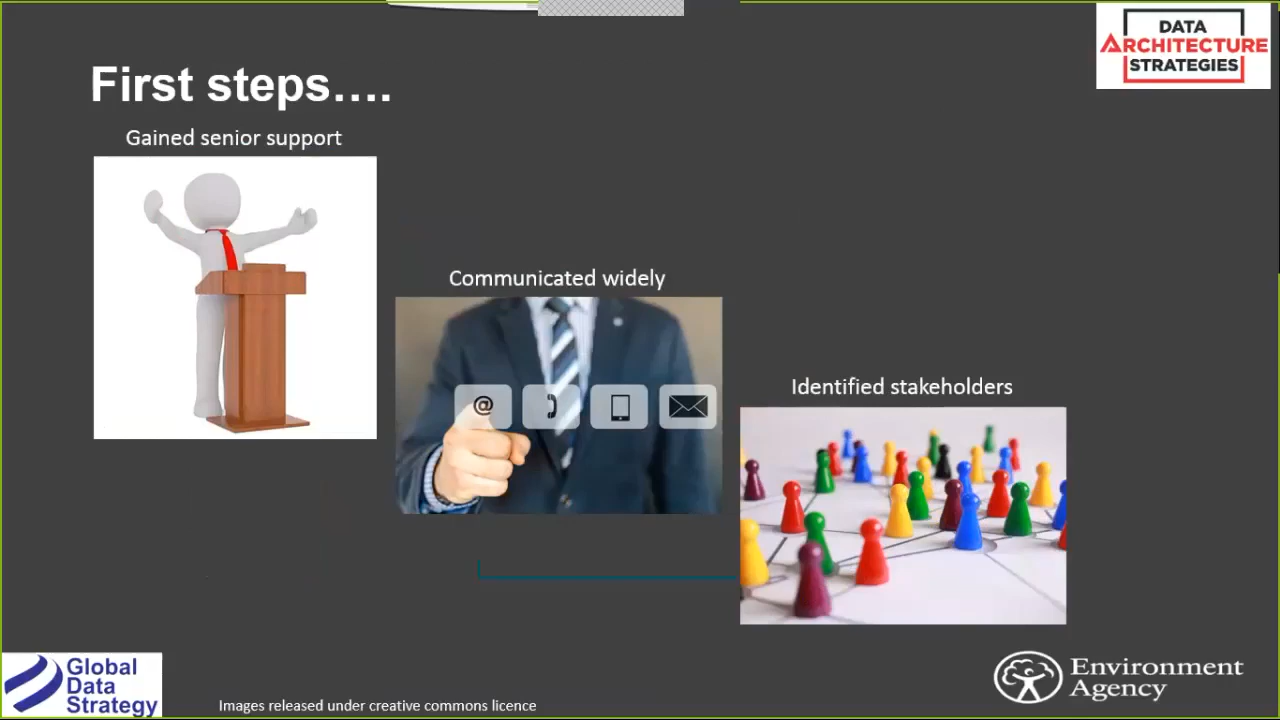 DATA
ARCHITECTURE
STRATEGIES
First steps….
Gained senior support
Communicated widely
@
Identified stakeholders
Global
Data
Strategy
Images released under creative commons licence
Environment
Agency